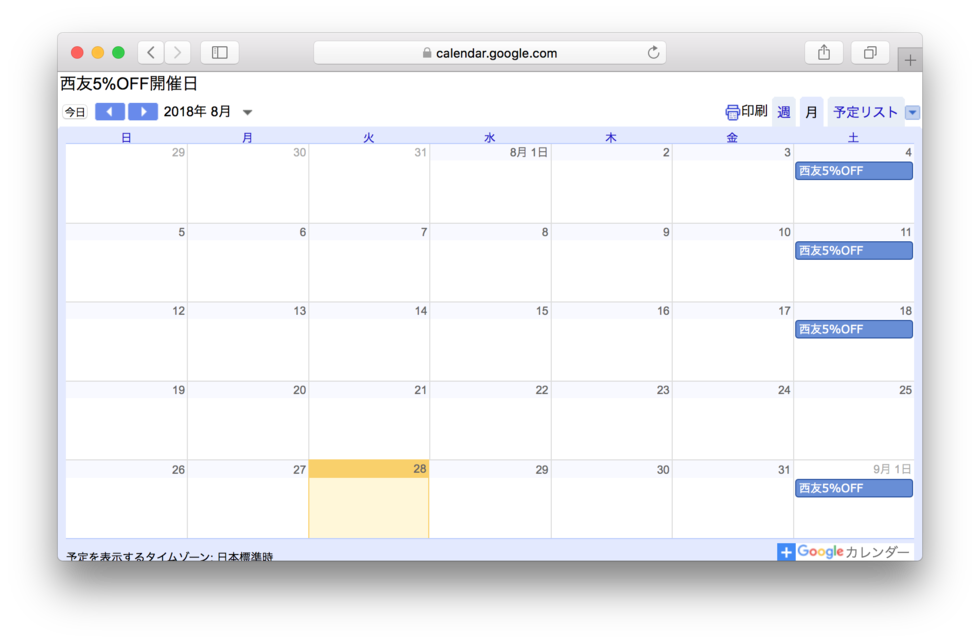 calendar.google.com
西友5%OFF開催日
今日 2018年 8月 印刷 週 月 予定リスト
日 月 火 水 木 金 土
29 30 31 8月 1日 2 3 4
西友5%OFF
5 6 7 8 9 10 11
西友5%OFF
12 13 14 15 16 17 18
西友5%OFF
19 20 21 22 23 24 25
26 27 28 29 30 31 9月 1日
西友5%OFF
予定を表示するタイムゾーン: 日本標準時
Googleカレンダー